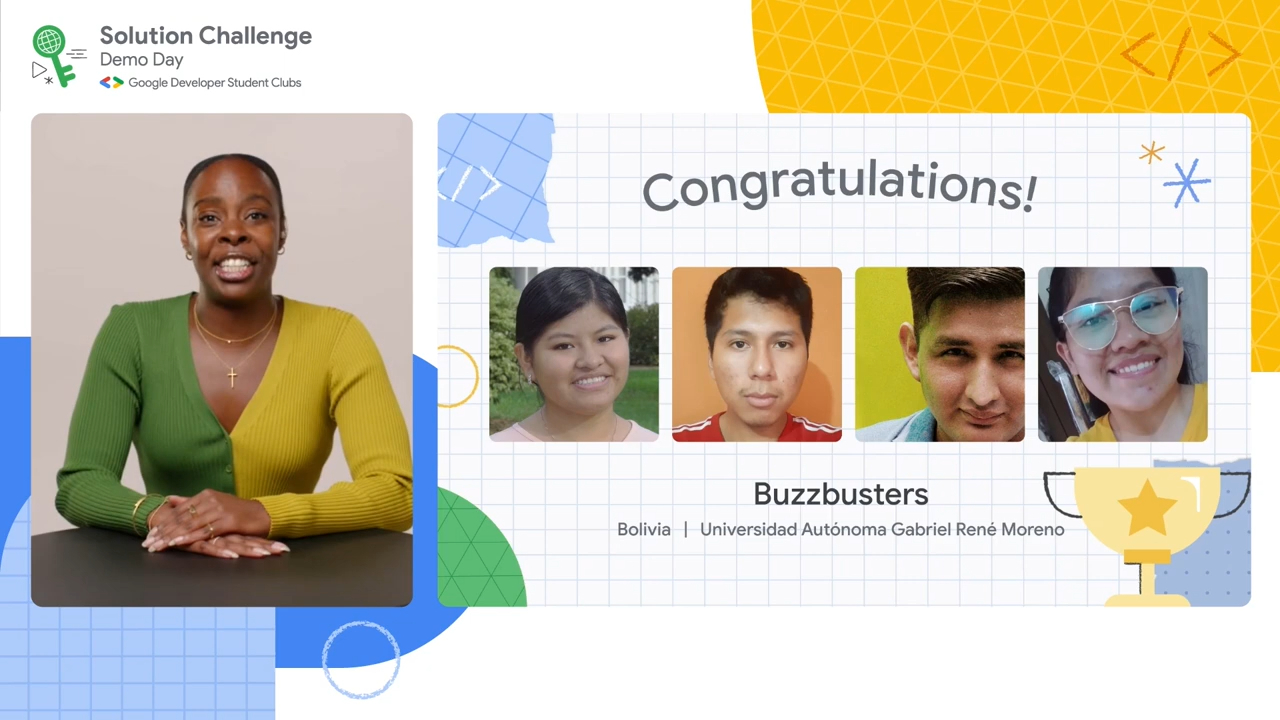 Solution Challenge
Demo Day
Google Developer Student Clubs
</>
</>
Congratulations!
Buzzbusters
Bolivia | Universidad Autónoma Gabriel René Moreno